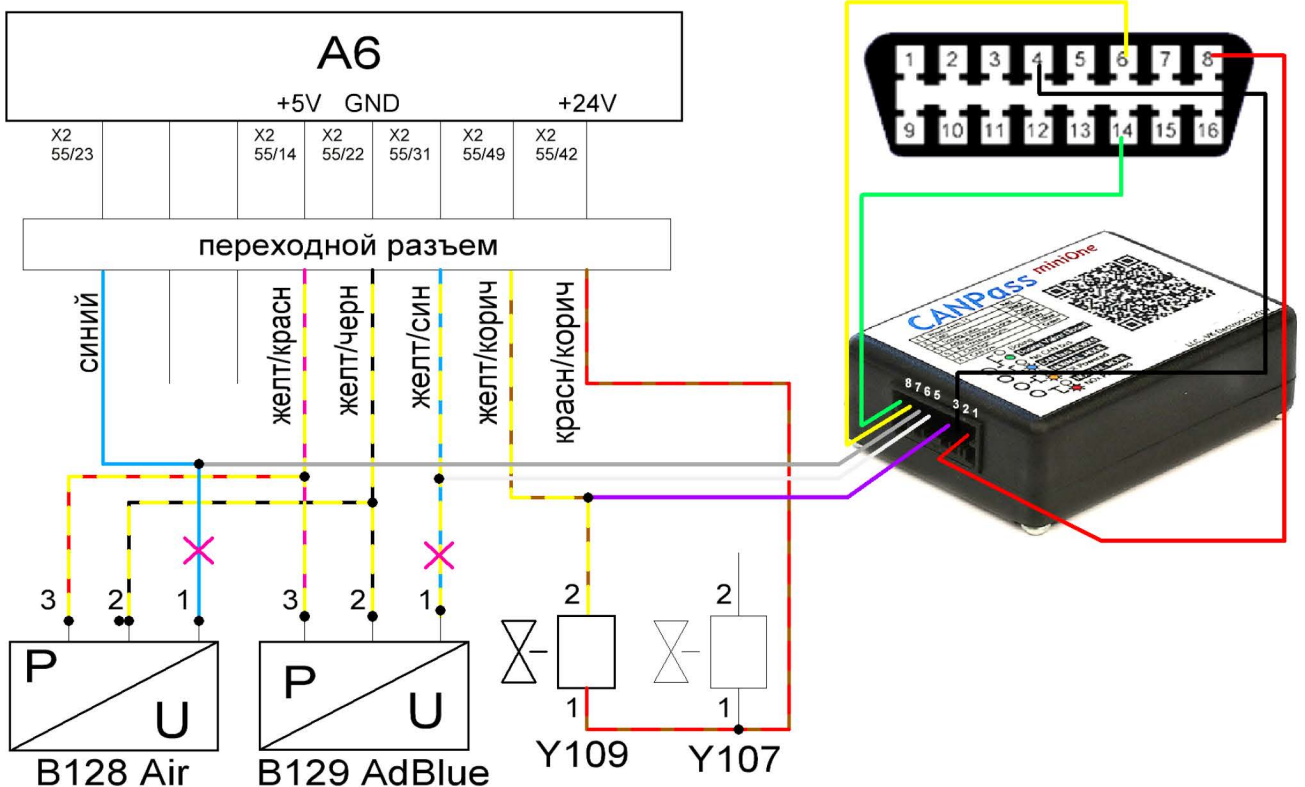 A6
+5V GND +24V
X2 X2 X2 X2 X2 X2
55/23 55/14 55/22 55/31 55/49 55/42
переходной разъем
синий
желт/красн
желт/черн
желт/син
желт/корич
красн/корич
3 2 1
3 2 1
2
2
P
U
P
U
1
1
B128 Air
B129 AdBlue
Y109
Y107
1 2 3 4 5 6 7 8
9 10 11 12 13 14 15 16
CANPass miniOne
8 7 6 5 3 2 1